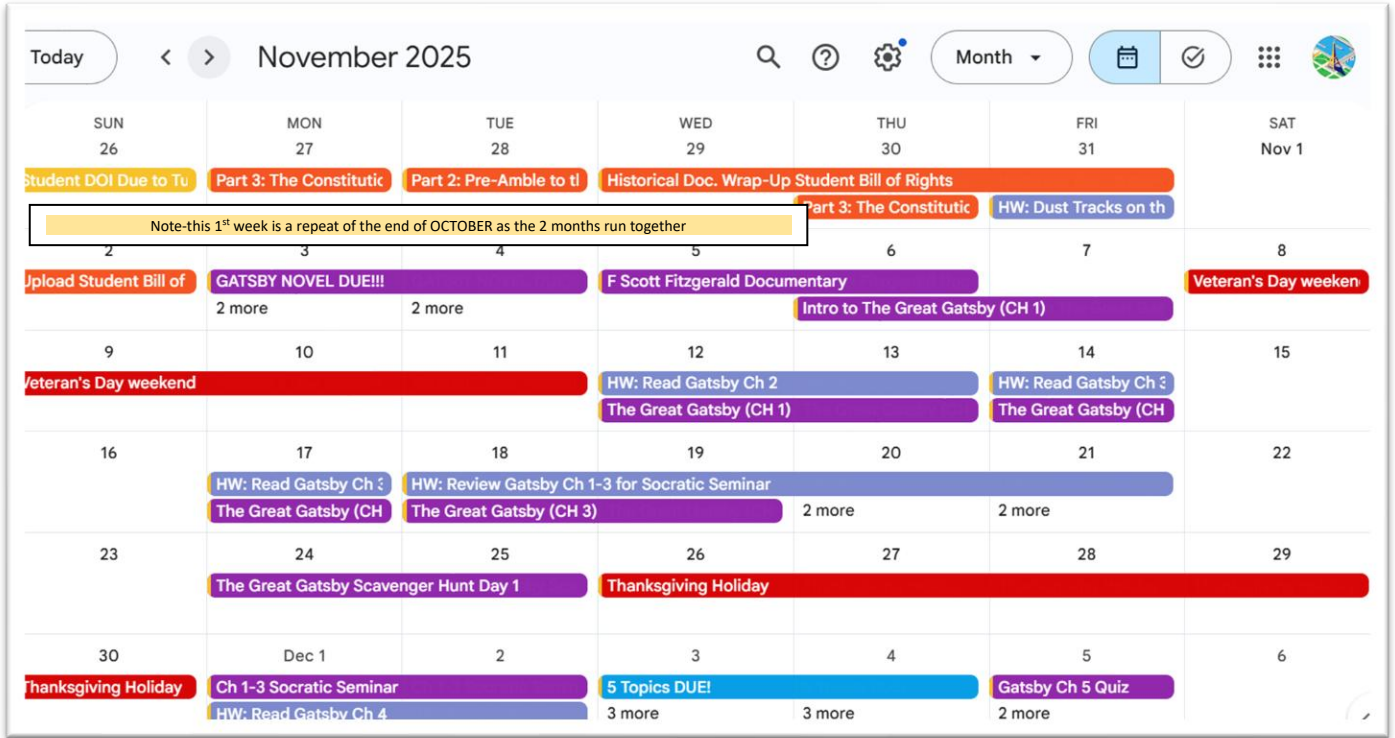 Today
November 2025
Month
SUN MON TUE WED THU FRI SAT
26 27 28 29 30 31 Nov 1
Student DOI Due to Tu Part 3: The Constitutic Part 2: Pre-Amble to tl Historical Doc. Wrap-Up Student Bill of Rights
Part 3: The Constitutic HW: Dust Tracks on th
Note-this 1st week is a repeat of the end of OCTOBER as the 2 months run together
2 3 4 5 6 7 8
Upload Student Bill of GATSBY NOVEL DUE!!! F Scott Fitzgerald Documentary Veteran's Day weeken
2 more 2 more Intro to The Great Gatsby (CH 1)
9 10 11 12 13 14 15
Veteran's Day weekend HW: Read Gatsby Ch 2 HW: Read Gatsby Ch 3
The Great Gatsby (CH 1) The Great Gatsby (CH
16 17 18 19 20 21 22
HW: Read Gatsby Ch 3 HW: Review Gatsby Ch 1-3 for Socratic Seminar
The Great Gatsby (CH The Great Gatsby (CH 3) 2 more 2 more
23 24 25 26 27 28 29
The Great Gatsby Scavenger Hunt Day 1 Thanksgiving Holiday
30 Dec 1 2 3 4 5 6
Thanksgiving Holiday Ch 1-3 Socratic Seminar 5 Topics DUE! Gatsby Ch 5 Quiz
HW: Read Gatsby Ch 4 3 more 3 more 2 more